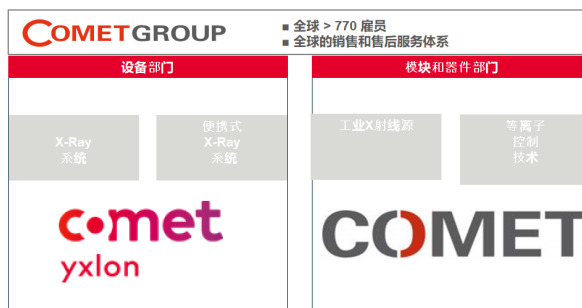 COMETGROUP
▪ 全球 > 770 雇员
▪ 全球的销售和售后服务体系
设备部门
模块和器件部门
X-Ray
系统
便携式
X-Ray
系统
工业X射线源
等离子
控制
技术
comet
yxlon
COMET